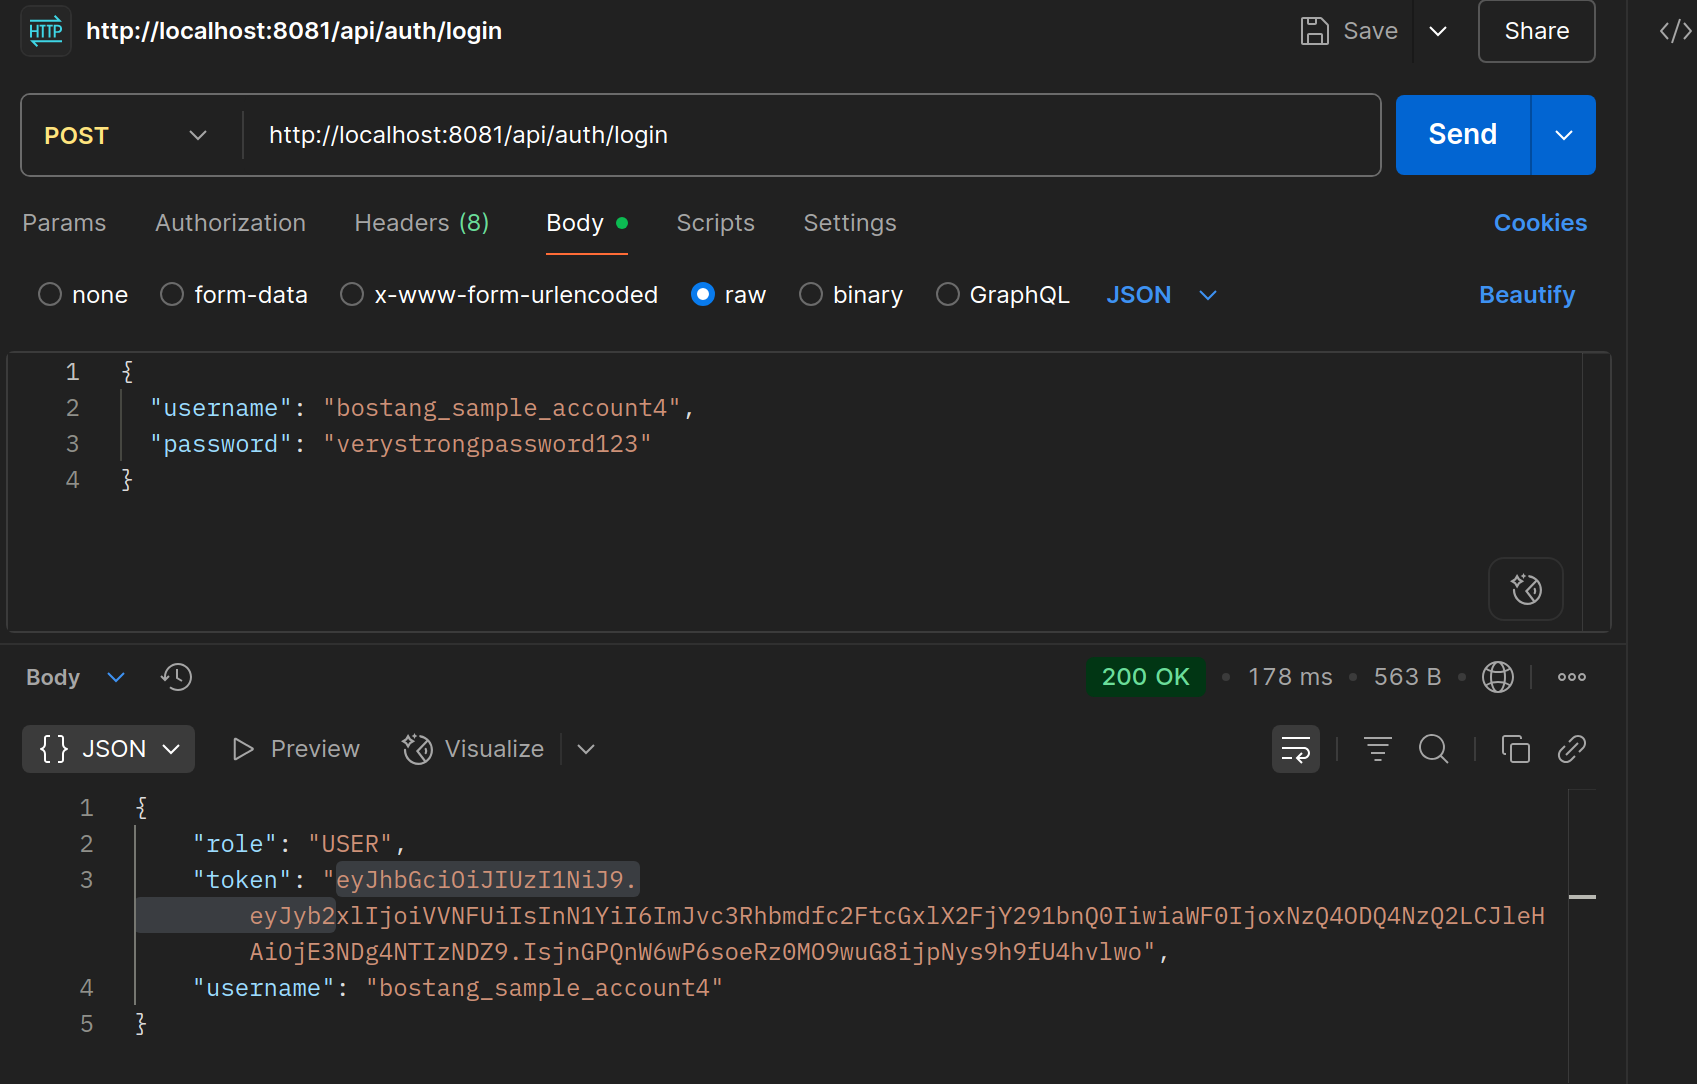 HTTP http://localhost:8081/api/auth/login Save Share </>
POST http://localhost:8081/api/auth/login Send
Params Authorization Headers (8) Body Scripts Settings Cookies
none form-data x-www-form-urlencoded raw binary GraphQL JSON Beautify
1 {
2 "username": "bostang_sample_account4",
3 "password": "verystrongpassword123"
4 }
Body 200 OK • 178 ms • 563 B •
{} JSON Preview Visualize
1 {
2 "role": "USER",
3 "token": "eyJhbGciOiJIUzI1NiJ9.
eyJyb2xlIjoiVVNFUiIsInN1YiI6ImJvc3Rhbmdfc2FtcGxlX2FjY291bnQ0IiwiaWF0IjoxNzQ4ODQ4NzQ2LCJleH
AiOjE3NDg4NTIzNDZ9.IsjnGPQnW6wP6soeRz0MO9wuG8ijpNys9h9fU4hvlwo",
4 "username": "bostang_sample_account4"
5 }